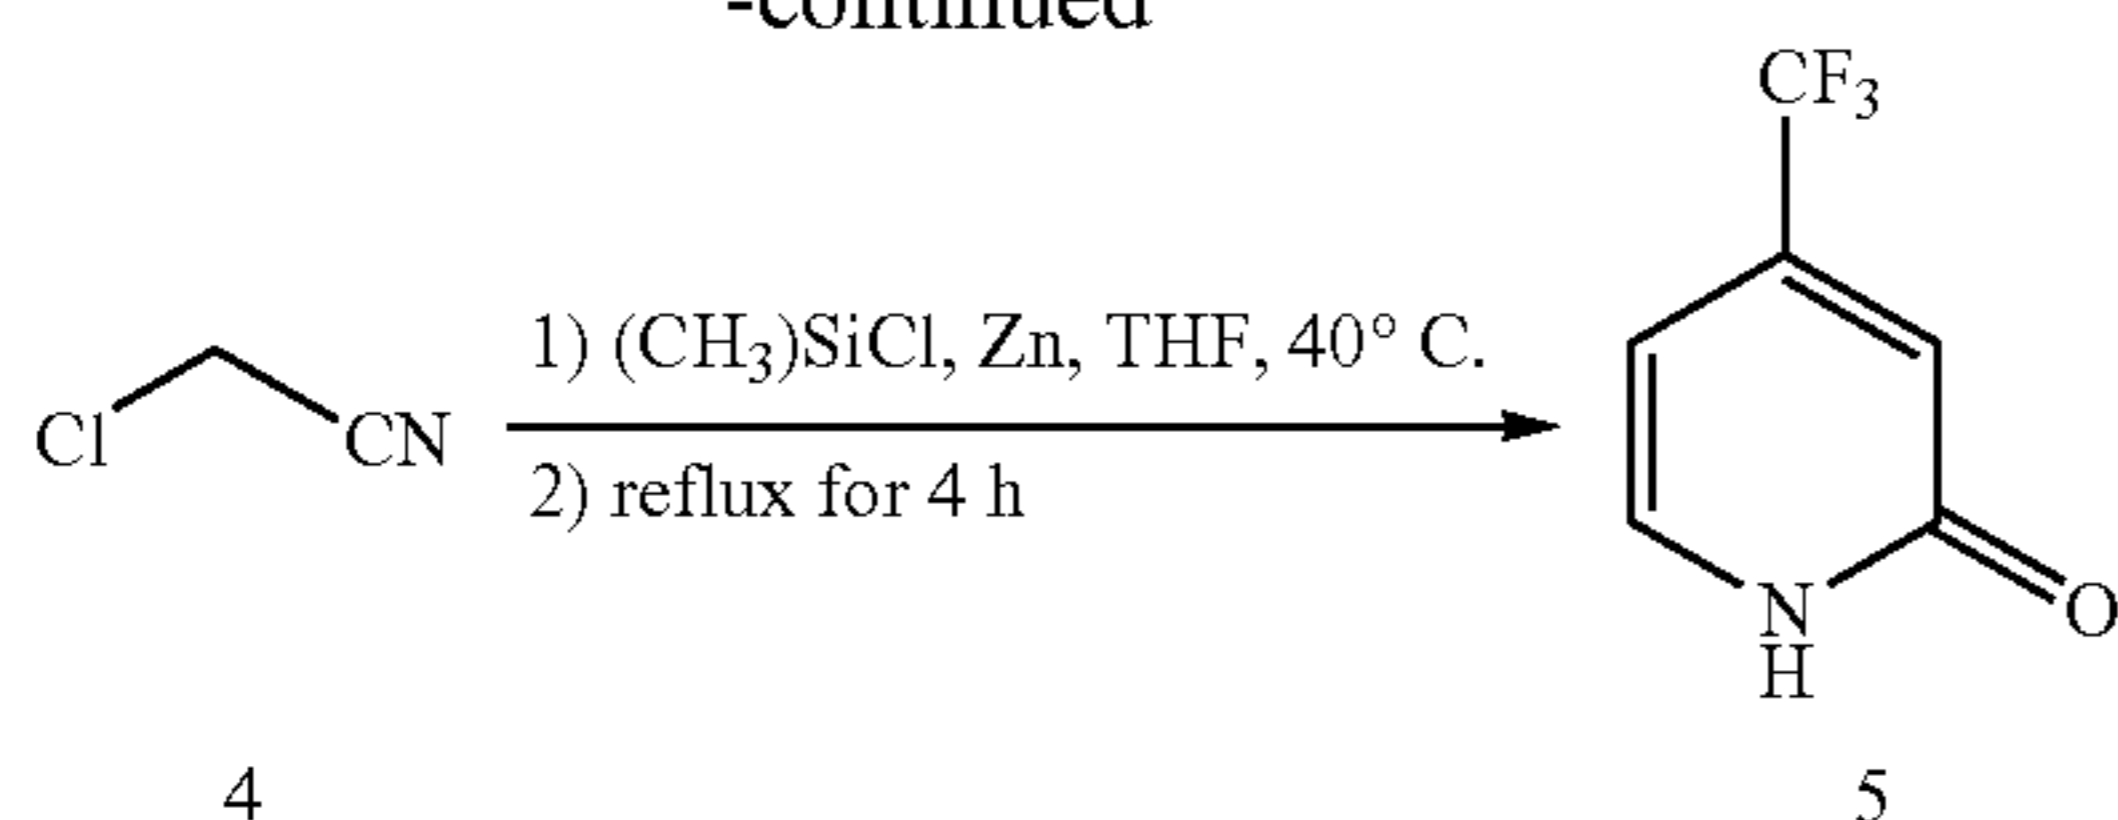 -continued
CF₃
1) (CH₃)SiCl, Zn, THF, 40° C.
Cl CN
2) reflux for 4 h
N
H
O
4 5